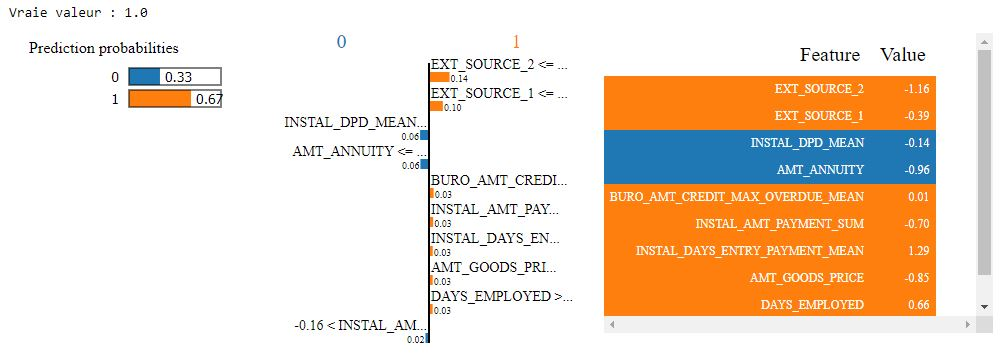 Vraie valeur : 1.0
Prediction probabilities
0 0.33
1 0.67
0 1
EXT_SOURCE_2 <= ...
0.14
EXT_SOURCE_1 <= ...
0.10
INSTAL_DPD_MEAN...
0.06
AMT_ANNUITY <= ...
0.06
BURO_AMT_CREDI...
0.03
INSTAL_AMT_PAY...
0.03
INSTAL_DAYS_EN...
0.03
AMT_GOODS_PRI...
0.03
DAYS_EMPLOYED >...
0.03
-0.16 < INSTAL_AM...
0.02
Feature Value
EXT_SOURCE_2 -1.16
EXT_SOURCE_1 -0.39
INSTAL_DPD_MEAN -0.14
AMT_ANNUITY -0.96
BURO_AMT_CREDIT_MAX_OVERDUE_MEAN 0.01
INSTAL_AMT_PAYMENT_SUM -0.70
INSTAL_DAYS_ENTRY_PAYMENT_MEAN 1.29
AMT_GOODS_PRICE -0.85
DAYS_EMPLOYED 0.66